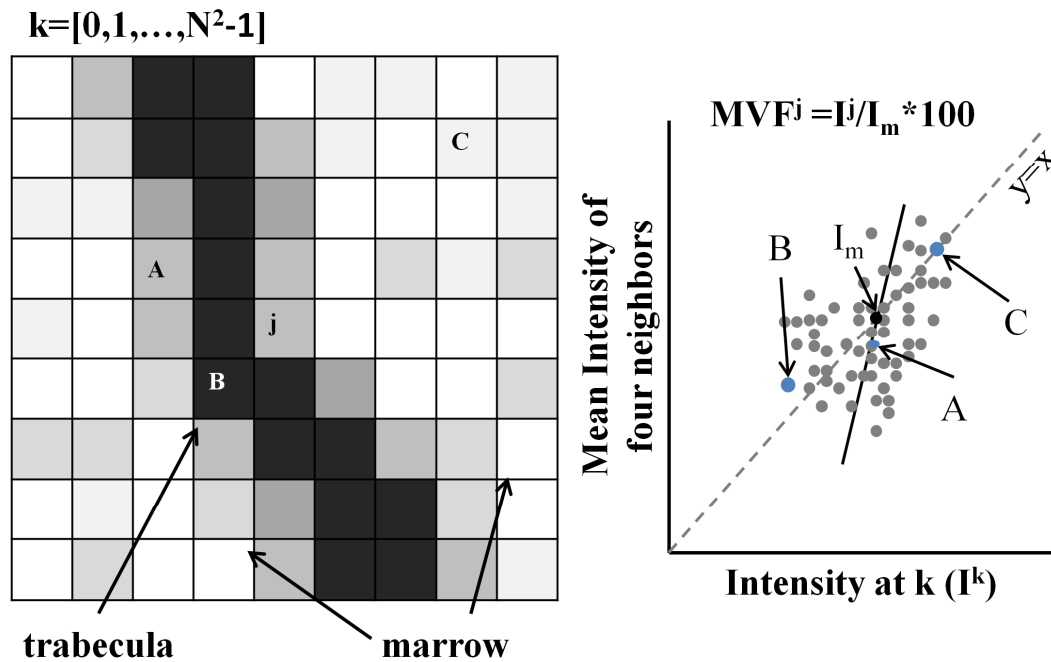 k=[0,1,…,N²-1]
C
A
j
B
trabecula
marrow
MVFʲ =Iʲ/Iₘ*100
y=x
B
Iₘ
C
A
Mean Intensity of
four neighbors
Intensity at k (Iᵏ)